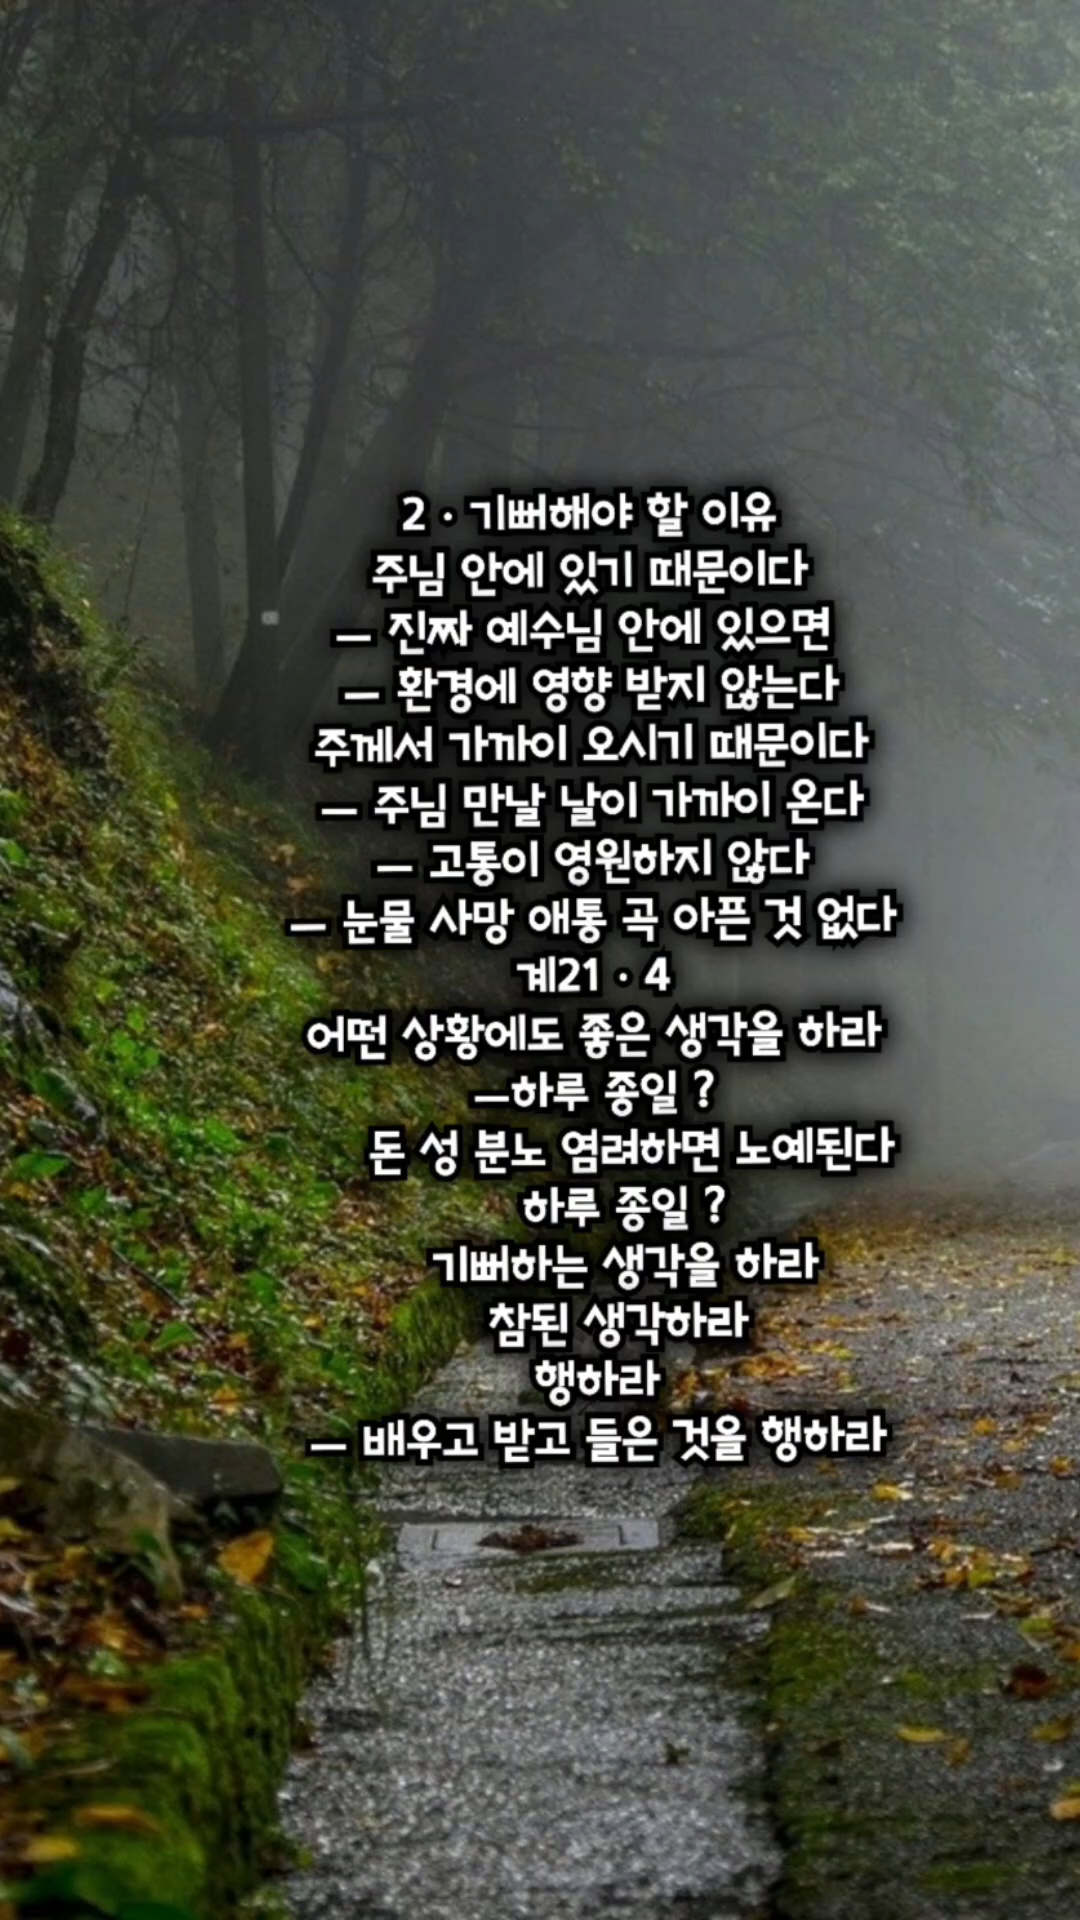 2 · 기뻐해야 할 이유
주님 안에 있기 때문이다
– 진짜 예수님 안에 있으면
– 환경에 영향 받지 않는다
주께서 가까이 오시기 때문이다
– 주님 만날 날이 가까이 온다
– 고통이 영원하지 않다
– 눈물 사망 애통 곡 아픈 것 없다
계21 · 4
어떤 상황에도 좋은 생각을 하라
–하루 종일 ?
돈 성 분노 염려하면 노예된다
하루 종일 ?
기뻐하는 생각을 하라
참된 생각하라
행하라
– 배우고 받고 들은 것을 행하라